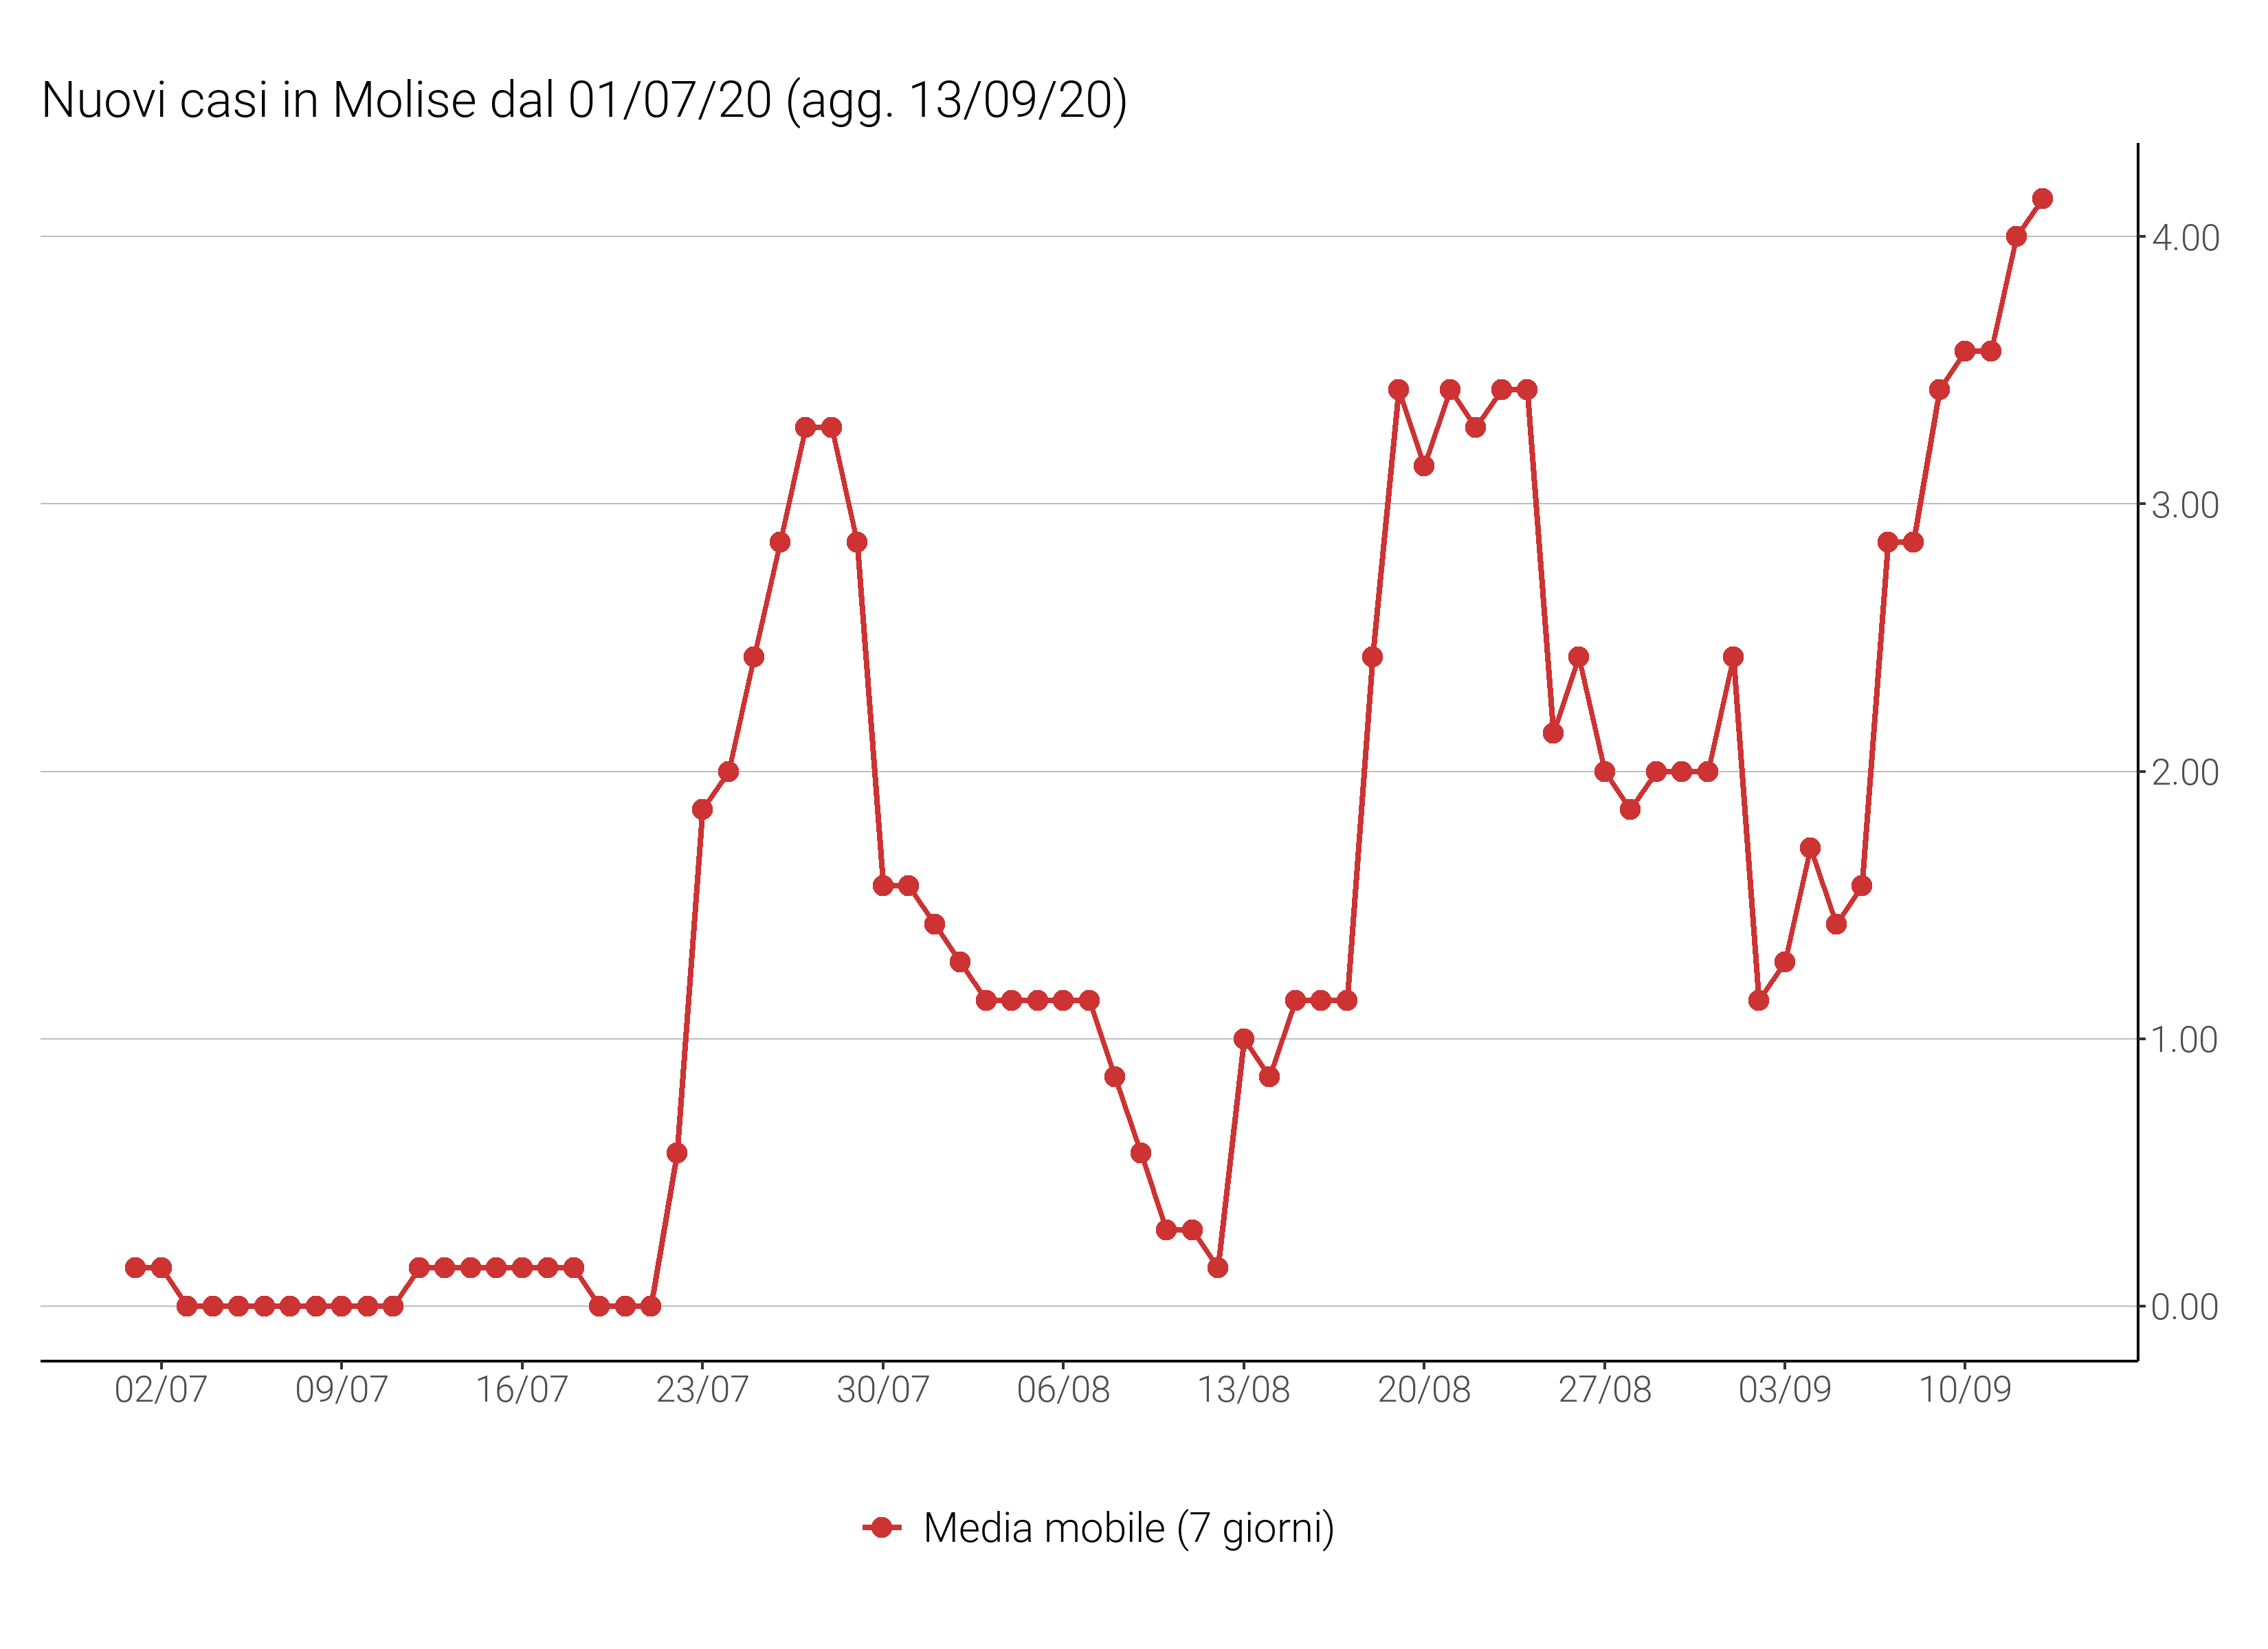 Nuovi casi in Molise dal 01/07/20 (agg. 13/09/20)
4.00
3.00
2.00
1.00
0.00
02/07 09/07 16/07 23/07 30/07 06/08 13/08 20/08 27/08 03/09 10/09
Media mobile (7 giorni)